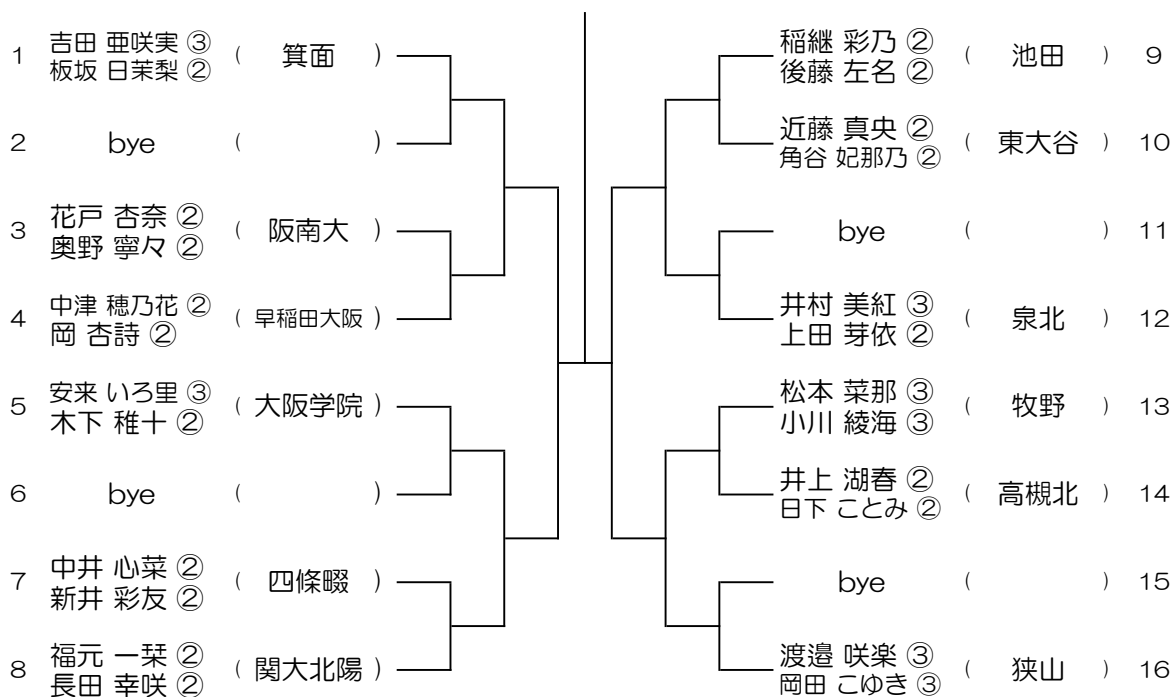 1 吉田 亜咲実 ③ ( 箕面 )
板坂 日茉梨 ②
2 bye ( )
3 花戸 杏奈 ② ( 阪南大 )
奥野 寧々 ②
4 中津 穂乃花 ② ( 早稲田大阪 )
岡 杏詩 ②
5 安来 いろ里 ③ ( 大阪学院 )
木下 稚十 ②
6 bye ( )
7 中井 心菜 ② ( 四條畷 )
新井 彩友 ②
8 福元 一栞 ② ( 関大北陽 )
長田 幸咲 ②
稲継 彩乃 ② ( 池田 ) 9
後藤 左名 ②
近藤 真央 ② ( 東大谷 ) 10
角谷 妃那乃 ②
bye ( ) 11
井村 美紅 ③ ( 泉北 ) 12
上田 芽依 ②
松本 菜那 ③ ( 牧野 ) 13
小川 綾海 ③
井上 湖春 ② ( 高槻北 ) 14
日下 ことみ ②
bye ( ) 15
渡邉 咲楽 ③ ( 狭山 ) 16
岡田 こゆき ③